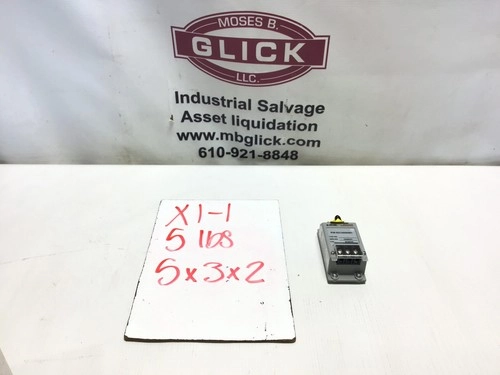 MOSES B.
GLICK
LLC.
Industrial Salvage
Asset liquidation
www.mbglick.com
610-921-8848
X1-1
5 lbs
5x3x2